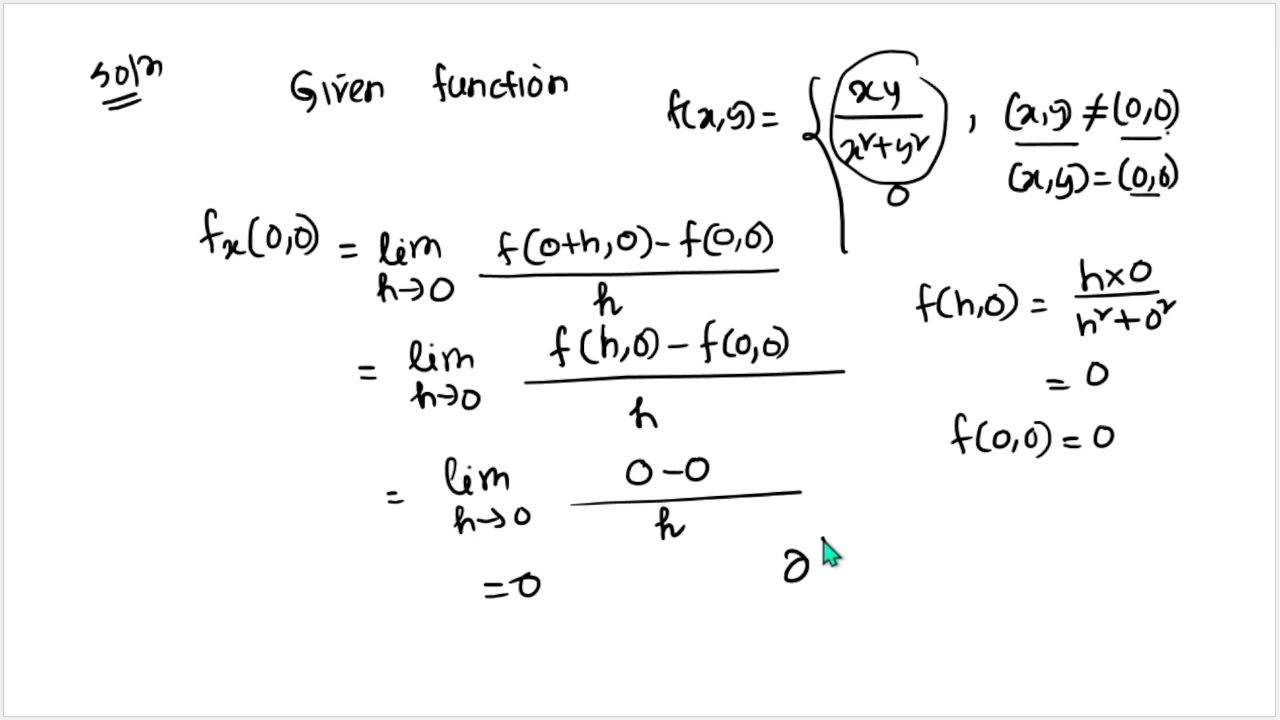 Soln Given function f(x,y) = { xy / x²+y² , (x,y) ≠ (0,0)
0 (x,y) = (0,0)
fx(0,0) = lim h→0 f(0+h,0) - f(0,0) / h
= lim h→0 f(h,0) - f(0,0) / h
= lim h→0 0-0 / h
= 0
f(h,0) = h×0 / h²+0²
= 0
f(0,0) = 0